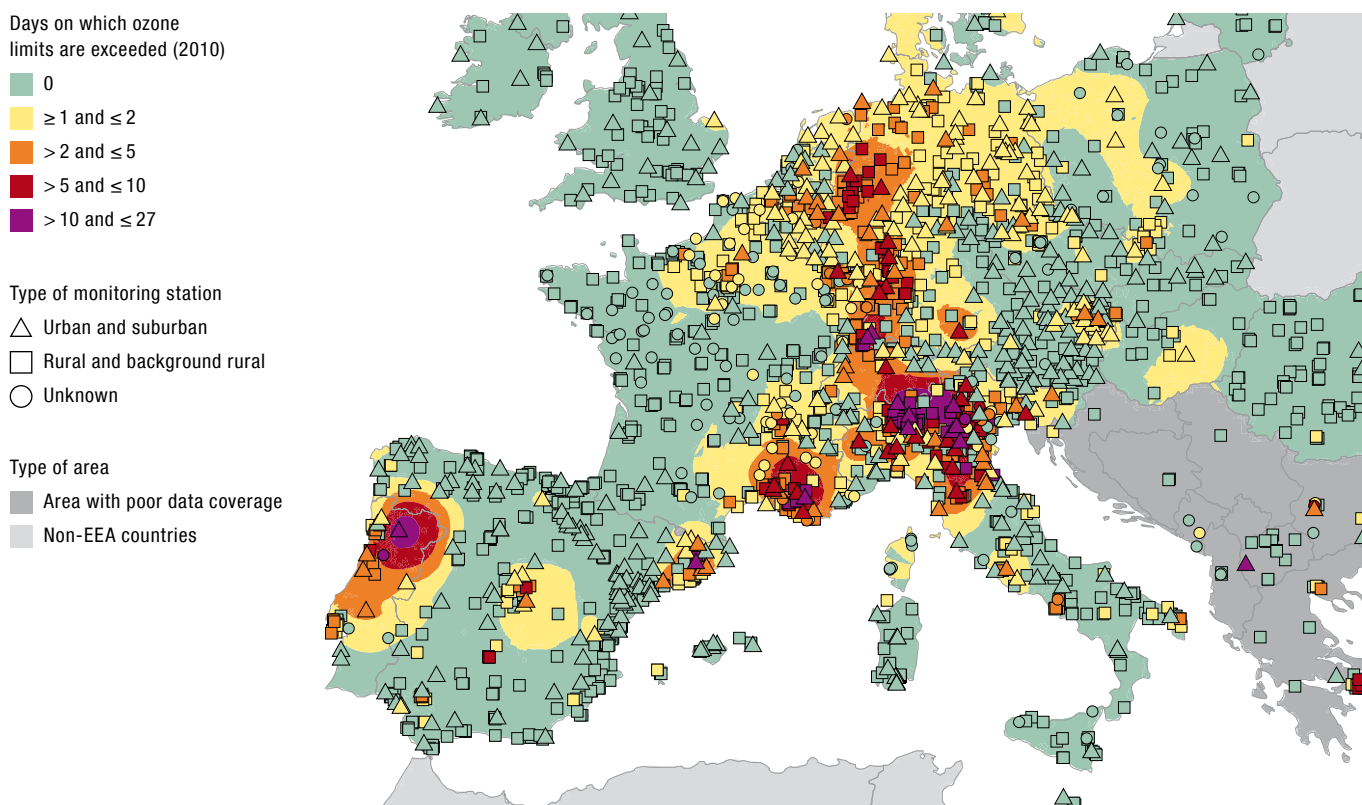 Days on which ozone
limits are exceeded (2010)
0
≥ 1 and ≤ 2
> 2 and ≤ 5
> 5 and ≤ 10
> 10 and ≤ 27
Type of monitoring station
Urban and suburban
Rural and background rural
Unknown
Type of area
Area with poor data coverage
Non-EEA countries